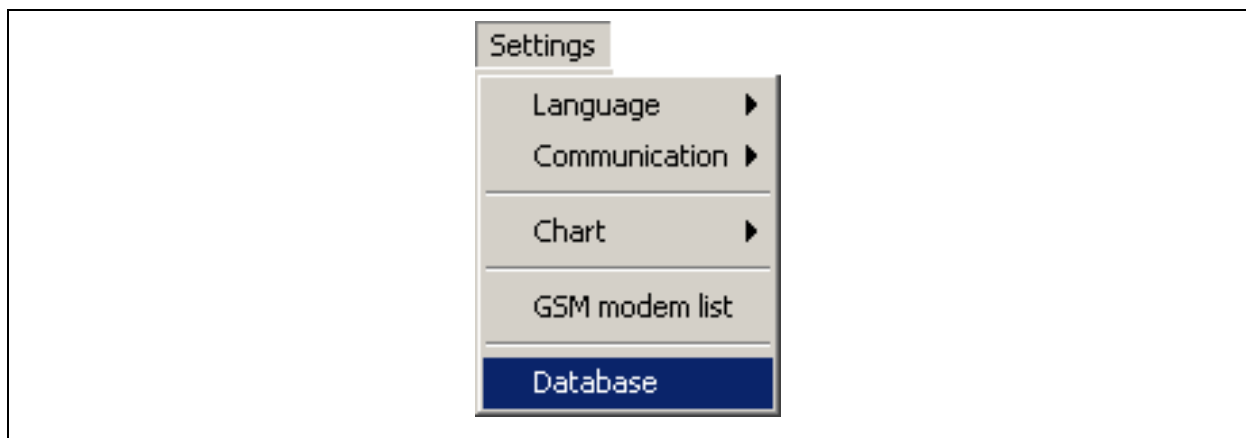 Settings
Language
Communication
Chart
GSM modem list
Database